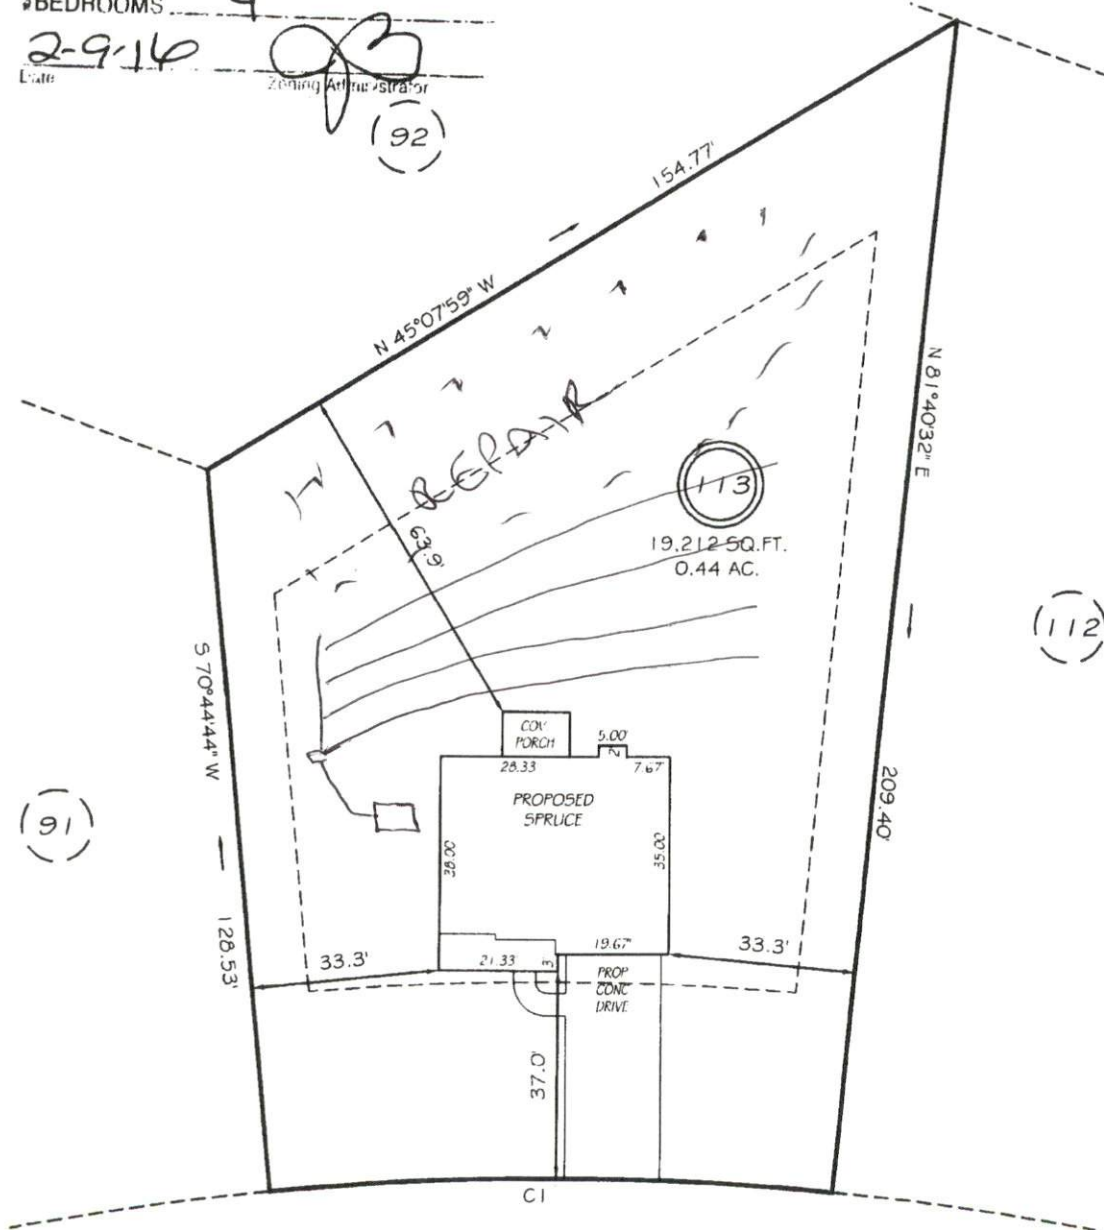 #BEDROOMS 4
2-9-16
Date
Zoning Administrator
92
154.77'
N 45°07'59" W
REPAIR
63.9'
N 81°40'32" E
113
19,212 SQ.FT.
0.44 AC.
112
S 70°44'44" W
COV
PORCH
5.00
2
28.33
7.67
PROPOSED
SPRUCE
209.40'
91
38.00
35.00
128.53'
33.3'
21.33
3
19.67
33.3'
PROP
CONC
DRIVE
37.0'
C1